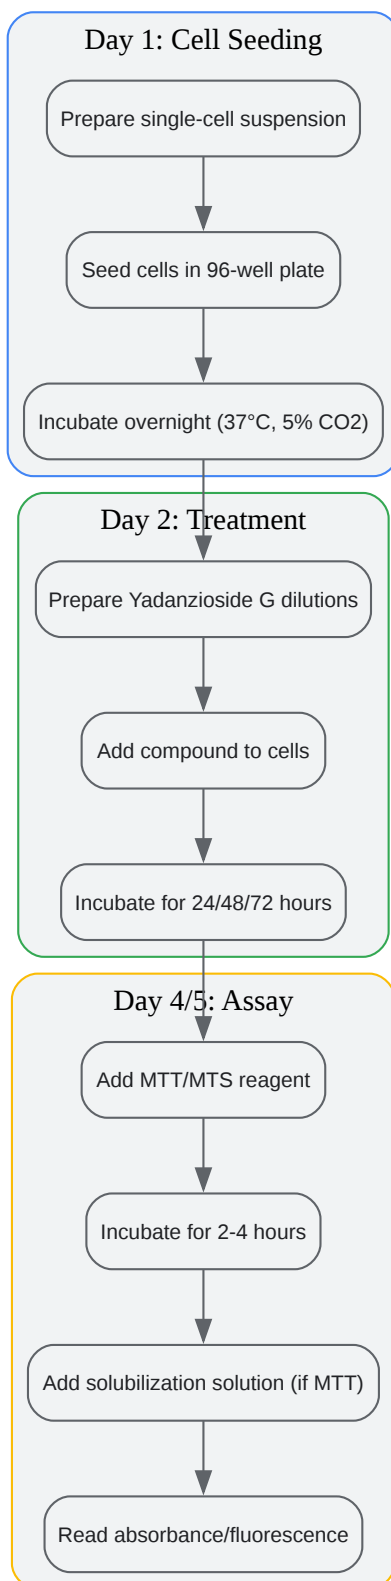 Day 1: Cell Seeding
Prepare single-cell suspension
Seed cells in 96-well plate
Incubate overnight (37°C, 5% CO2)
Day 2: Treatment
Prepare Yadanzioside G dilutions
Add compound to cells
Incubate for 24/48/72 hours
Day 4/5: Assay
Add MTT/MTS reagent
Incubate for 2-4 hours
Add solubilization solution (if MTT)
Read absorbance/fluorescence